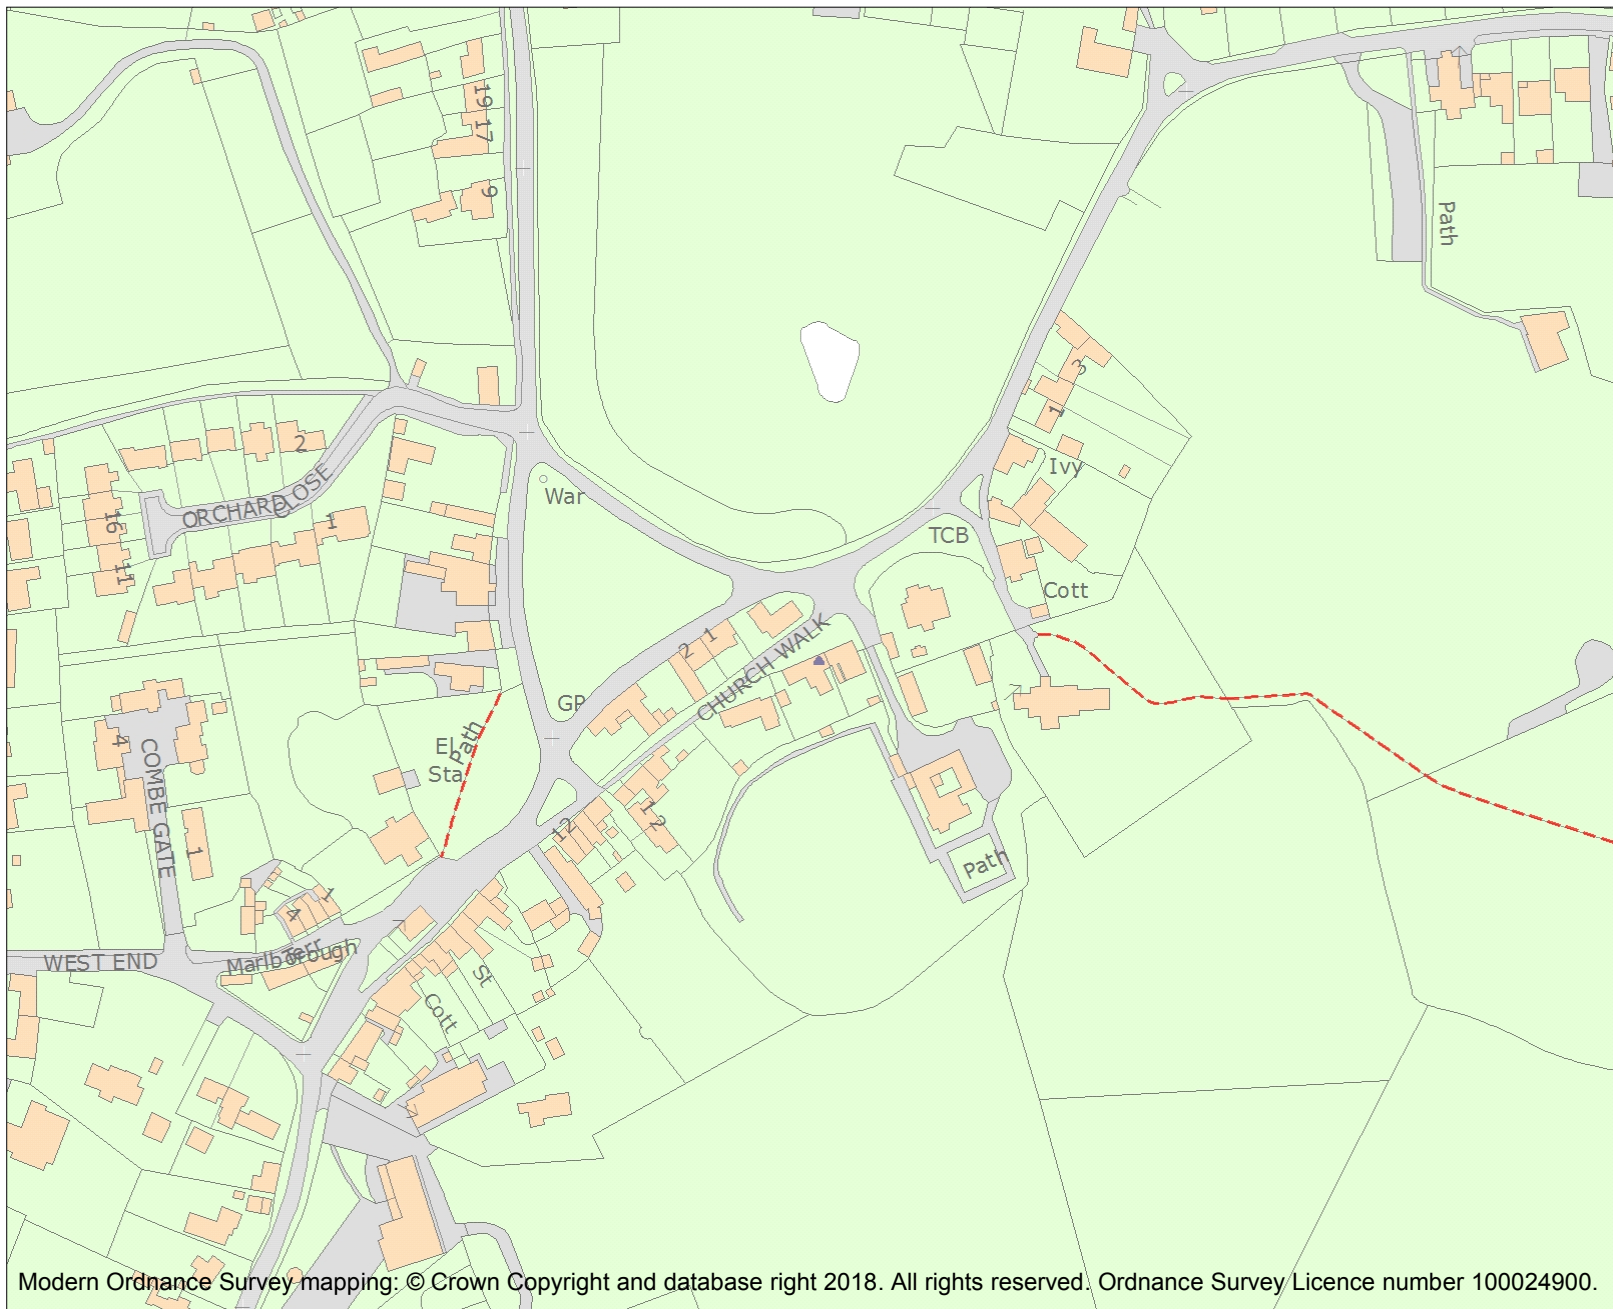 19
17
9
Path
3
1
Ivy
2
ORCHARD
CLOSE
War
16
1
11
TCB
Cott
2
1
CHURCH WALK
GP
Path
El
Sta
4
COMBE GATE
1
12
1
2
Path
1
4
Terr
Marlborough
WEST END
St
Cott
Modern Ordnance Survey mapping: © Crown Copyright and database right 2018. All rights reserved. Ordnance Survey Licence number 100024900.